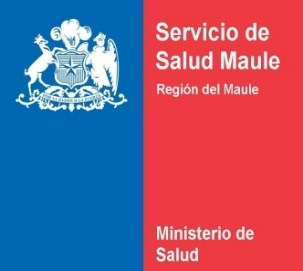 Servicio de
Salud Maule
Región del Maule
Ministerio de
Salud